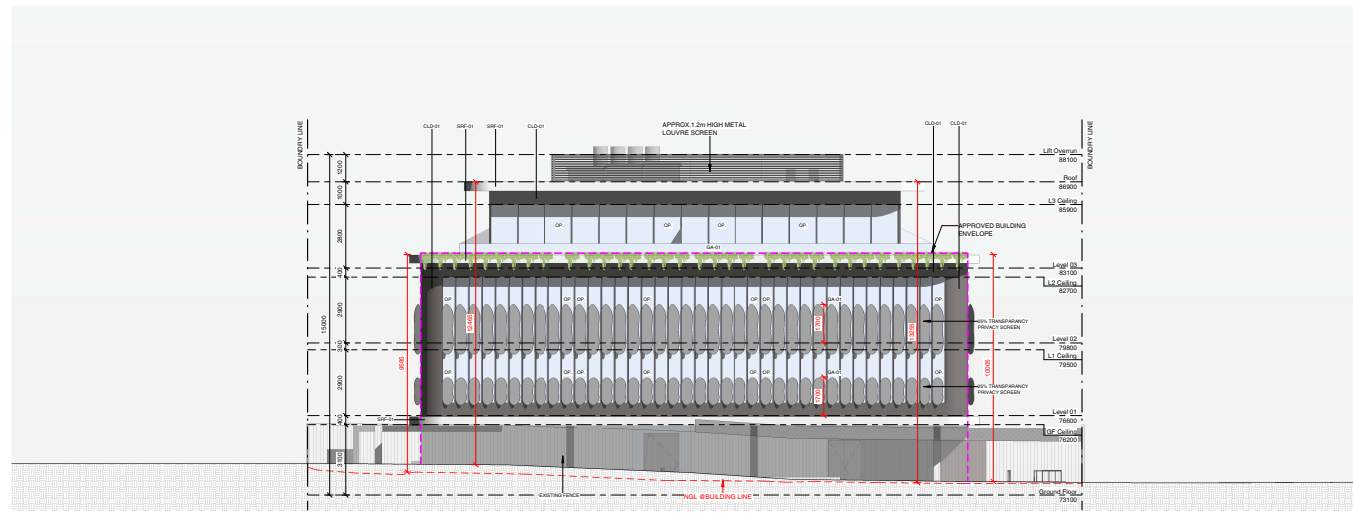 APPROX.1.2m HIGH METAL
LOUVRE SCREEN
CLD-01
SRF-01
SRF-01
CLD-01
CLD-01
CLD-01
BOUNDRY LINE
BOUNDRY LINE
Lift Overrun
88100
1200
Roof
86900
1000
L3 Ceiling
85900
2800
OP.
OP.
OP.
OP.
APPROVED BUILDING
ENVELOPE
GA-01
SRF-01
Level 03
83100
400
L2 Ceiling
82700
OP.
OP.
OP.
OP.
OP.
OP.
GA-01
OP.
2900
15000
12465
1700
13255
25% TRANSPARANCY
PRIVACY SCREEN
Level 02
79800
300
L1 Ceiling
79500
9585
10005
OP.
OP.
OP.
OP.
OP.
OP.
GA-01
OP.
2900
1700
25% TRANSPARANCY
PRIVACY SCREEN
Level 01
76600
SRF-01
400
GF Ceiling
76200
3100
EXISTING FENCE
NGL @BUILDING LINE
Ground Floor
73100